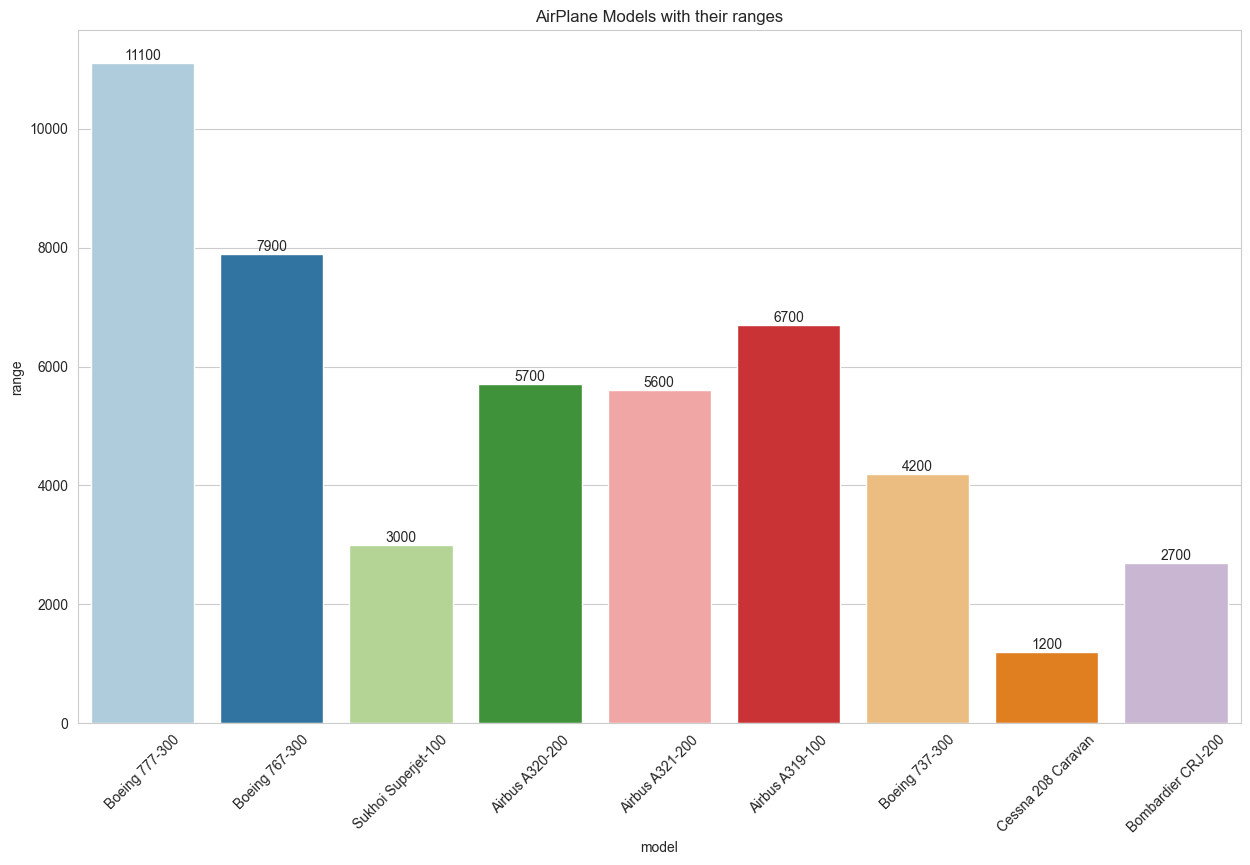 AirPlane Models with their ranges
11100
10000
7900
8000
6700
6000
5700
5600
range
4200
4000
3000
2700
2000
1200
0
Boeing 777-300
Boeing 767-300
Sukhoi Superjet-100
Airbus A320-200
Airbus A321-200
Airbus A319-100
Boeing 737-300
Cessna 208 Caravan
Bombardier CRJ-200
model